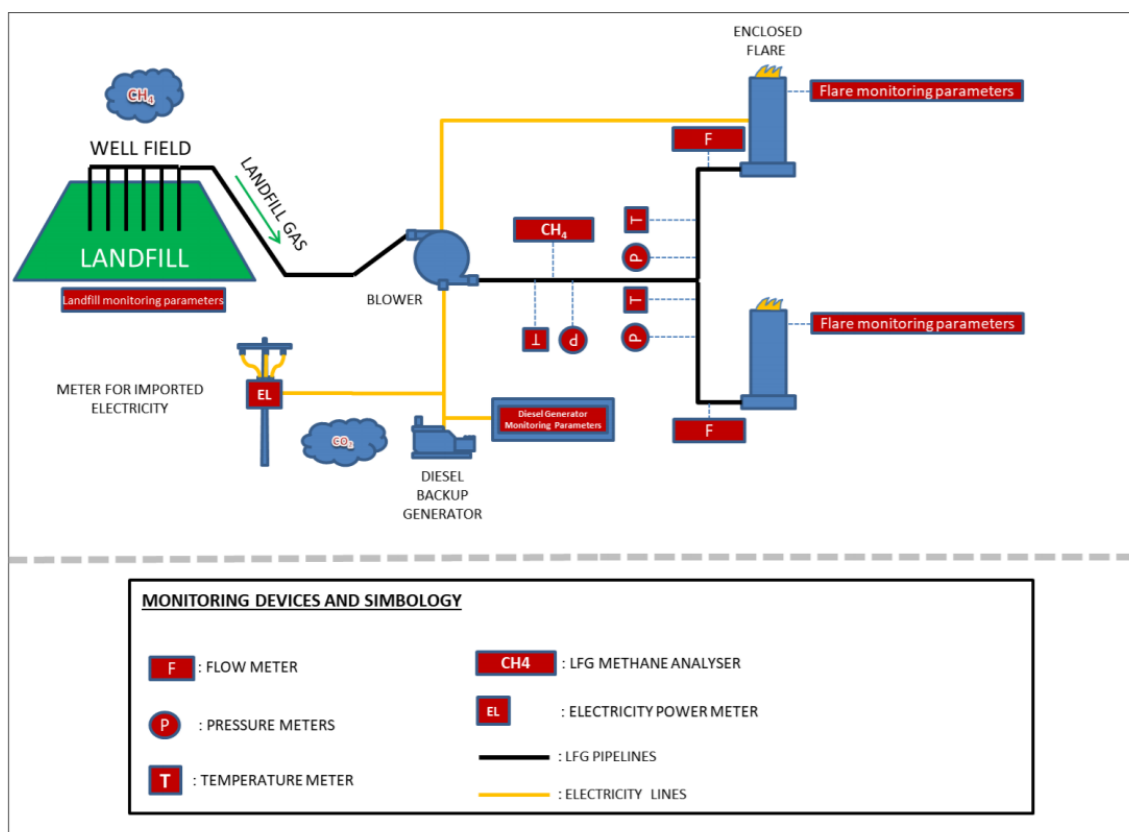 ENCLOSED
FLARE
CH₄
Flare monitoring parameters
WELL FIELD
F
LANDFILL GAS
T
CH₄
P
LANDFILL
T
Landfill monitoring parameters
BLOWER
Flare monitoring parameters
T
P
P
METER FOR IMPORTED
ELECTRICITY
EL
Diesel Generator
Monitoring Parameters
F
CO₂
DIESEL
BACKUP
GENERATOR
MONITORING DEVICES AND SIMBOLOGY
F : FLOW METER
CH4 : LFG METHANE ANALYSER
P : PRESSURE METERS
EL : ELECTRICITY POWER METER
T : TEMPERATURE METER
: LFG PIPELINES
: ELECTRICITY LINES